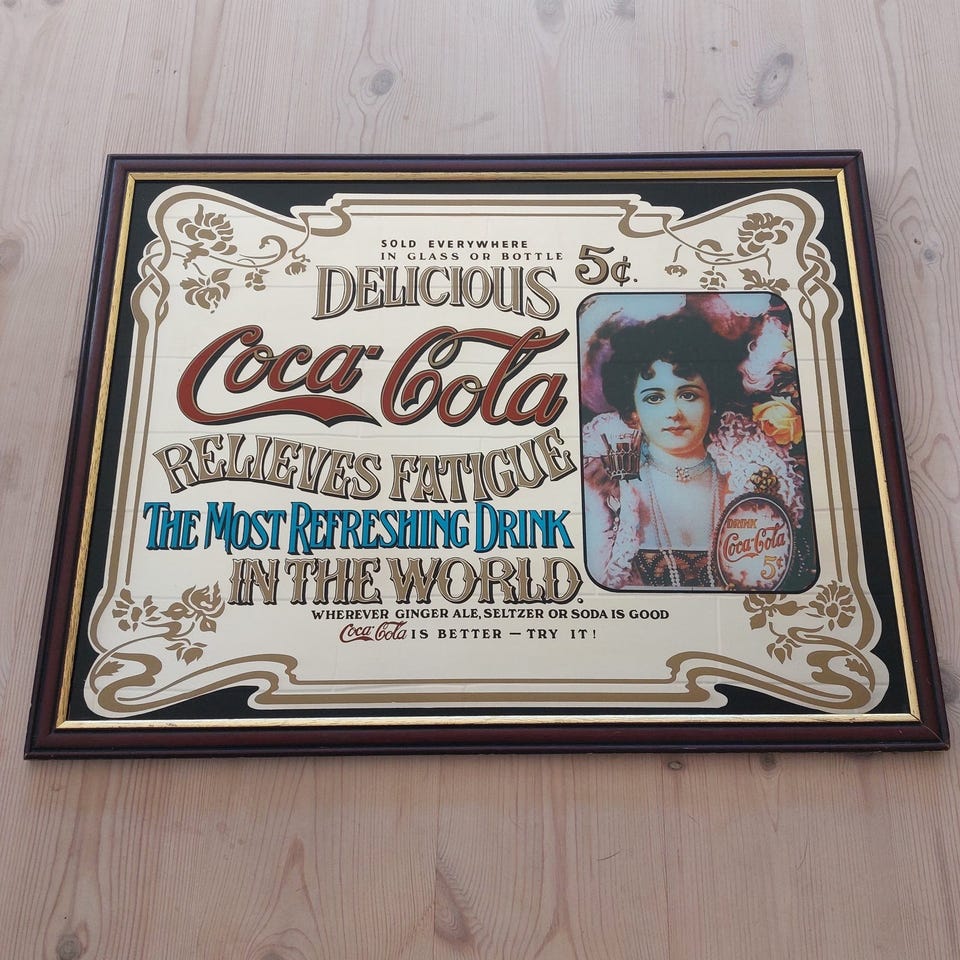 SOLD EVERYWHERE
IN GLASS OR BOTTLE 5¢.
DELICIOUS
Coca-Cola
RELIEVES FATIGUE
THE MOST REFRESHING DRINK
IN THE WORLD.
WHEREVER GINGER ALE, SELTZER OR SODA IS GOOD
Coca-Cola IS BETTER — TRY IT!
DRINK
Coca-Cola
5¢